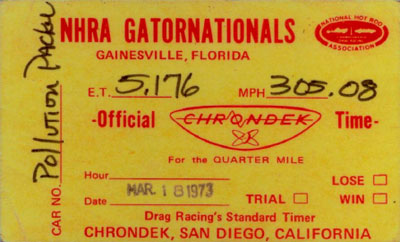 NHRA GATORNATIONALS
NATIONAL HOT ROD
ASSOCIATION
GAINESVILLE, FLORIDA
E.T. 5.176 MPH 305.08
-Official CHRONDEK Time-
For the QUARTER MILE
Hour
LOSE
Date MAR 18 1973 TRIAL WIN
Drag Racing's Standard Timer
CHRONDEK, SAN DIEGO, CALIFORNIA
CAR NO. Pollution Packer